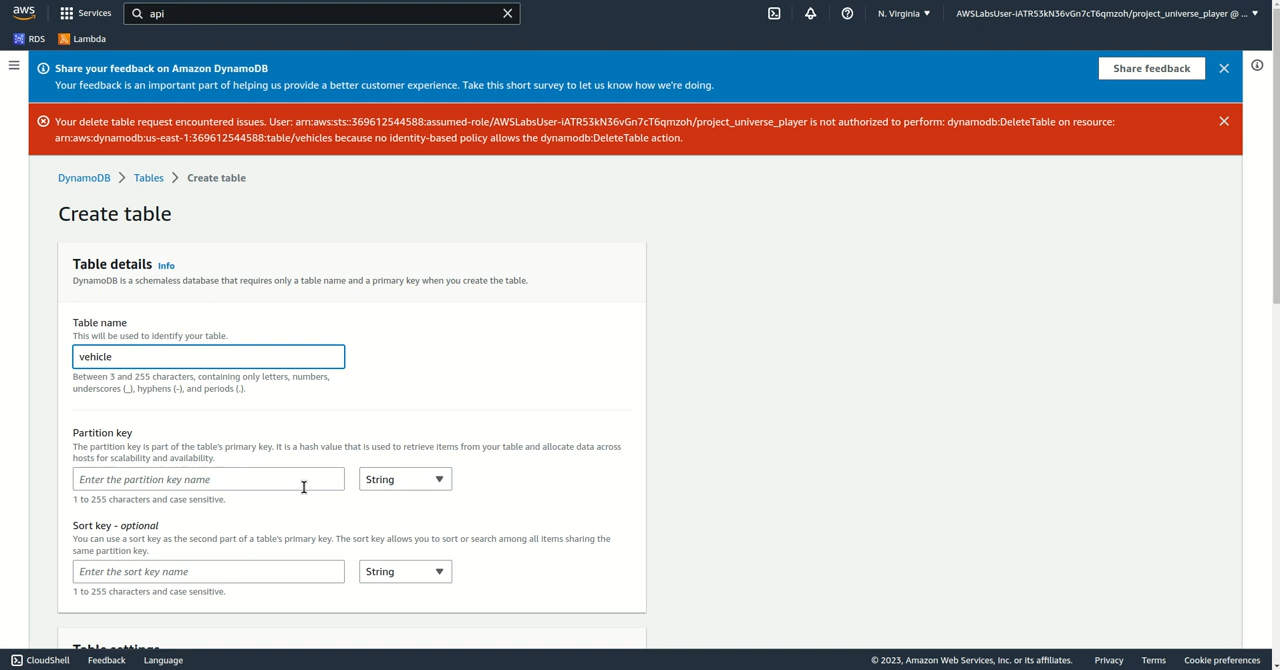 aws
Services
api
N. Virginia
AWSLabsUser-iATR53kN36vGn7cT6qmzoh/project_universe_player @ ...
RDS
Lambda
Share your feedback on Amazon DynamoDB
Your feedback is an important part of helping us provide a better customer experience. Take this short survey to let us know how we're doing.
Share feedback
Your delete table request encountered issues. User: arn:aws:sts::369612544588:assumed-role/AWSLabsUser-iATR53kN36vGn7cT6qmzoh/project_universe_player is not authorized to perform: dynamodb:DeleteTable on resource:
arn:aws:dynamodb:us-east-1:369612544588:table/vehicles because no identity-based policy allows the dynamodb:DeleteTable action.
DynamoDB > Tables > Create table
Create table
Table details Info
DynamoDB is a schemaless database that requires only a table name and a primary key when you create the table.
Table name
This will be used to identify your table.
vehicle
Between 3 and 255 characters, containing only letters, numbers,
underscores (_), hyphens (-), and periods (.).
Partition key
The partition key is part of the table's primary key. It is a hash value that is used to retrieve items from your table and allocate data across
hosts for scalability and availability.
Enter the partition key name
String
1 to 255 characters and case sensitive.
Sort key - optional
You can use a sort key as the second part of a table's primary key. The sort key allows you to sort or search among all items sharing the
same partition key.
Enter the sort key name
String
1 to 255 characters and case sensitive.
Table settings
CloudShell
Feedback
Language
© 2023, Amazon Web Services, Inc. or its affiliates.
Privacy
Terms
Cookie preferences